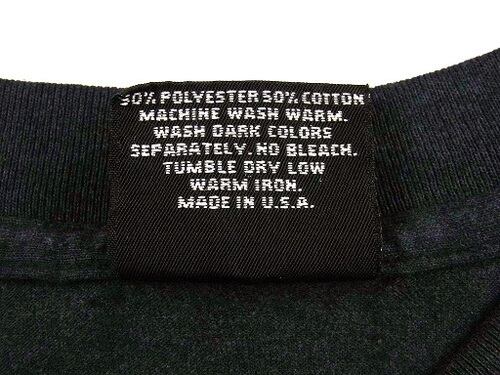 50% POLYESTER 50% COTTON
MACHINE WASH WARM.
WASH DARK COLORS
SEPARATELY. NO BLEACH.
TUMBLE DRY LOW
WARM IRON.
MADE IN U.S.A.